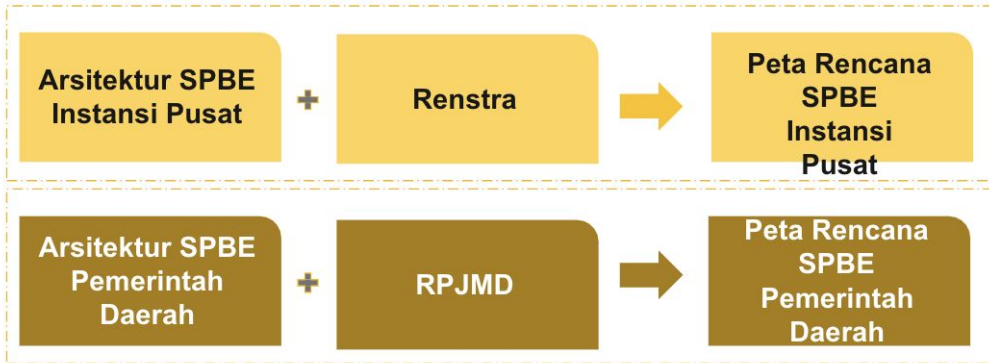 Arsitektur SPBE
Instansi Pusat
+
Renstra
Peta Rencana
SPBE
Instansi
Pusat
Arsitektur SPBE
Pemerintah
Daerah
+
RPJMD
Peta Rencana
SPBE
Pemerintah
Daerah